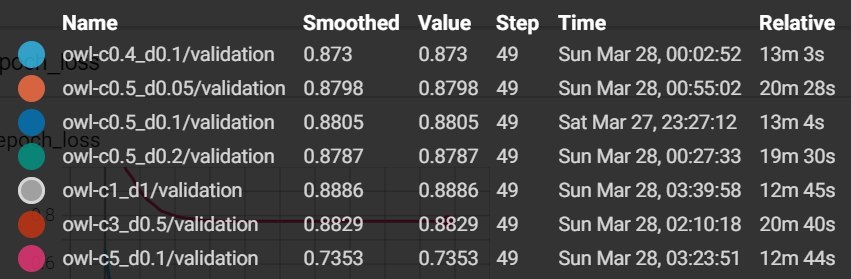 Name Smoothed Value Step Time Relative
owl-c0.4_d0.1/validation 0.873 0.873 49 Sun Mar 28, 00:02:52 13m 3s
epoch_loss
owl-c0.5_d0.05/validation 0.8798 0.8798 49 Sun Mar 28, 00:55:02 20m 28s
owl-c0.5_d0.1/validation 0.8805 0.8805 49 Sat Mar 27, 23:27:12 13m 4s
epoch_loss
owl-c0.5_d0.2/validation 0.8787 0.8787 49 Sun Mar 28, 00:27:33 19m 30s
owl-c1_d1/validation 0.8886 0.8886 49 Sun Mar 28, 03:39:58 12m 45s
0.8
owl-c3_d0.5/validation 0.8829 0.8829 49 Sun Mar 28, 02:10:18 20m 40s
owl-c5_d0.1/validation 0.7353 0.7353 49 Sun Mar 28, 03:23:51 12m 44s
0.6